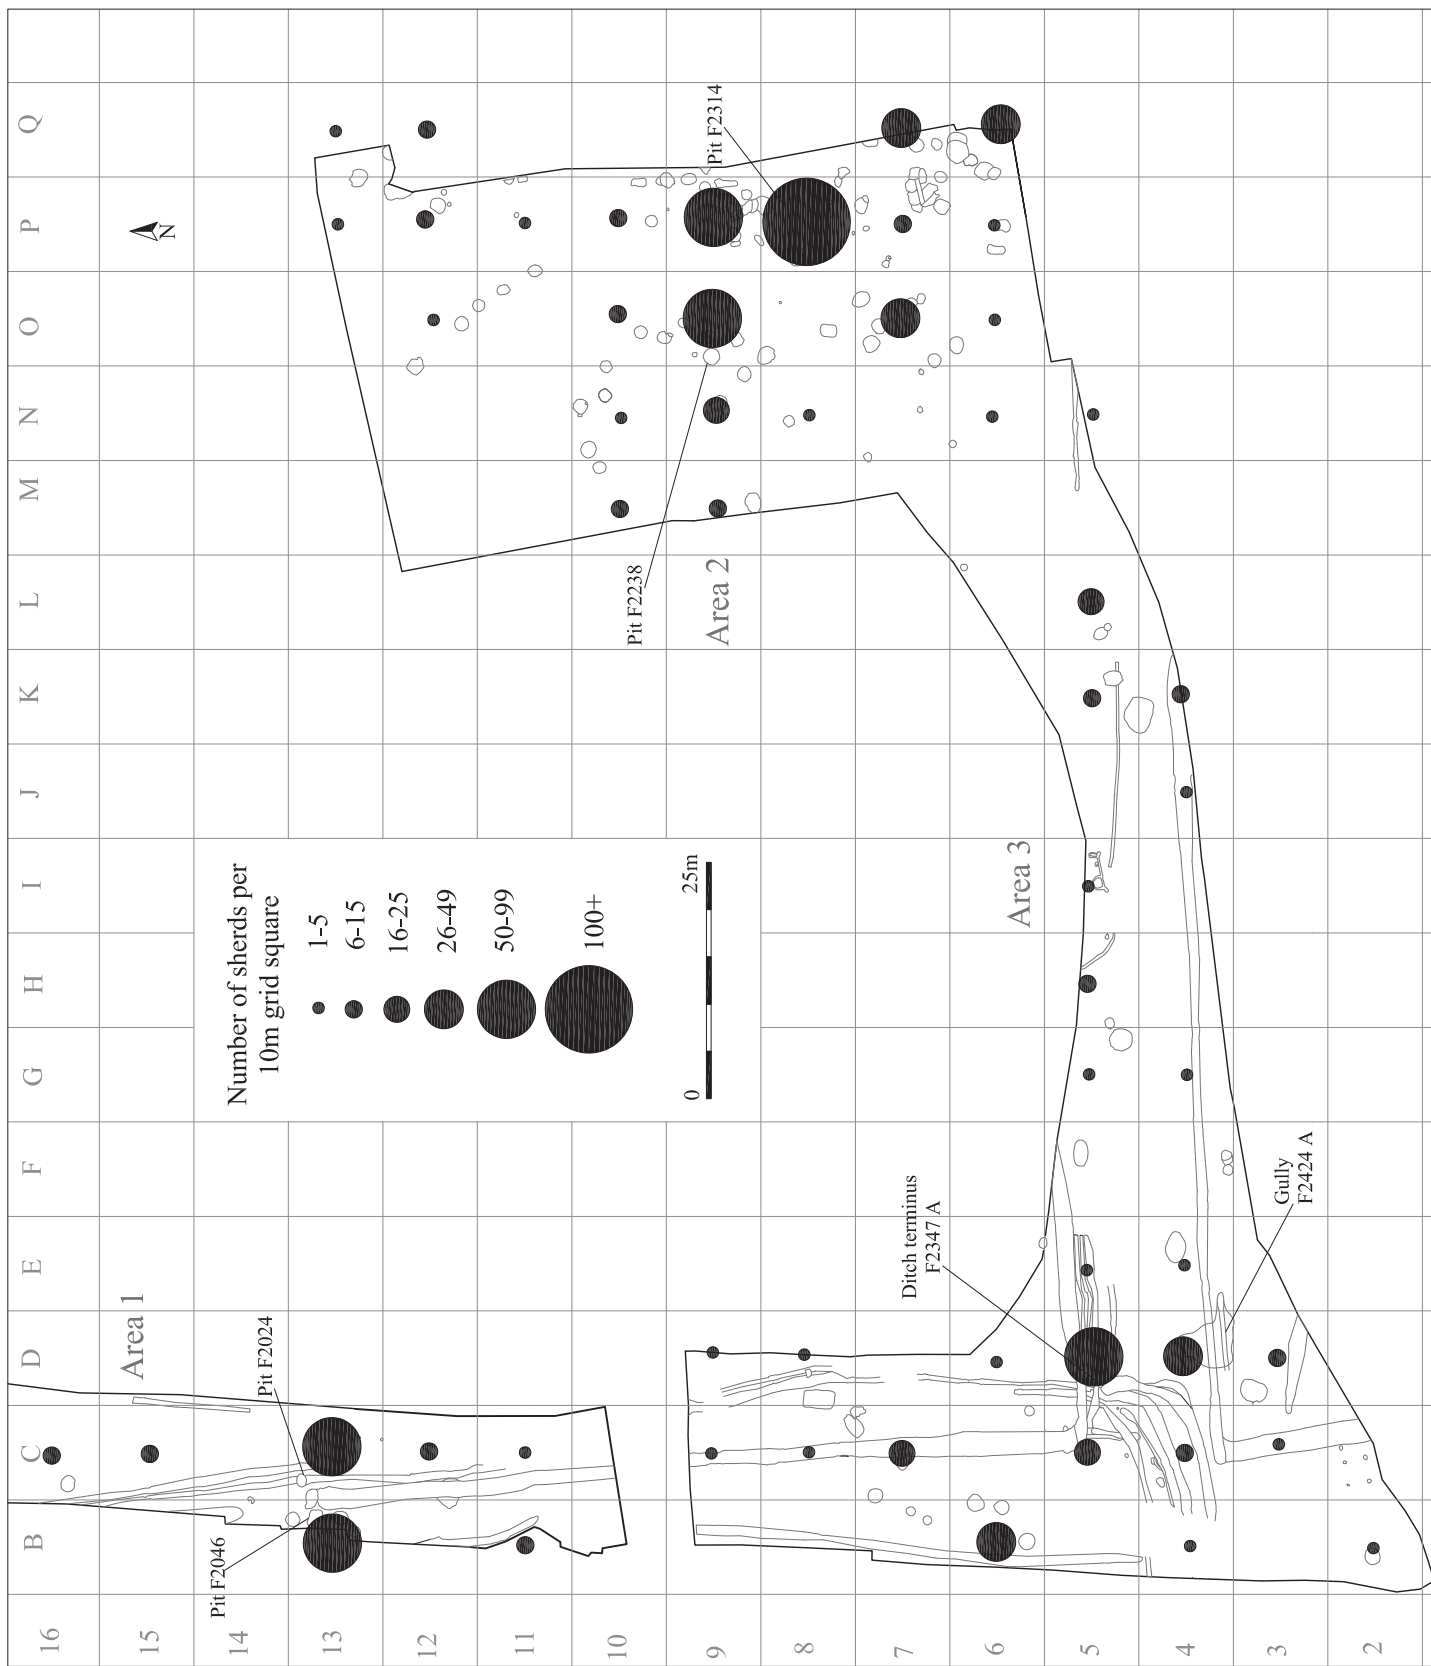 Q
P
O
N
M
L
K
J
I
H
G
F
E
D
C
B
16
15
14
13
12
11
10
9
8
7
6
5
4
3
2
N
Number of sherds per
10m grid square
1-5
6-15
16-25
26-49
50-99
100+
0
25m
Area 1
Area 2
Area 3
Pit F2314
Pit F2238
Pit F2024
Pit F2046
Ditch terminus
F2347 A
Gully
F2424 A